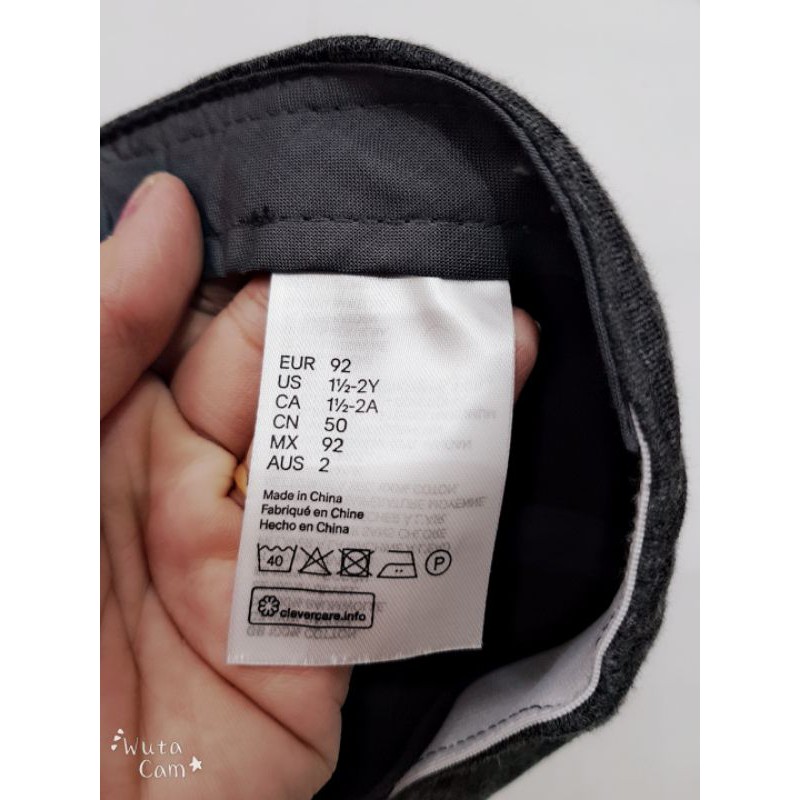 EUR 92
US 1½-2Y
CA 1½-2A
CN 50
MX 92
AUS 2
Made in China
Fabriqué en Chine
Hecho en China
40
P
clevercare.info
Wuta
Cam